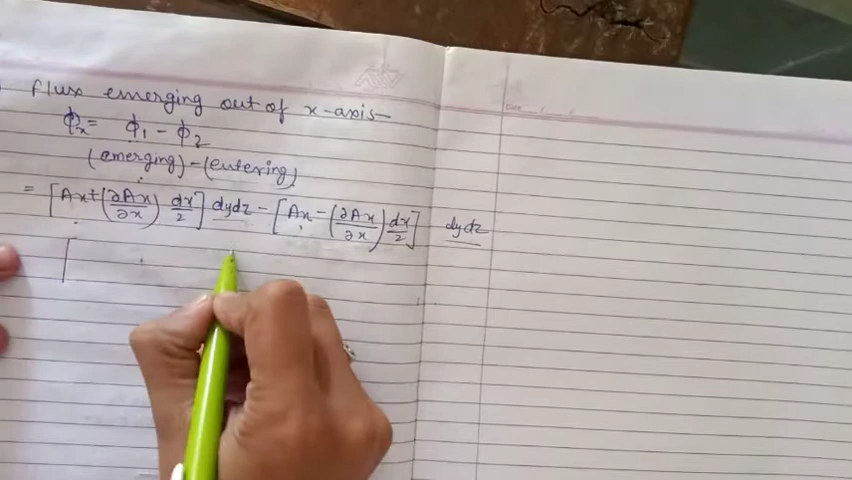 flux emerging out of x-axis-
ϕx = ϕ1 - ϕ2
(emerging) - (entering)
= [Ax + (∂Ax/∂x) dx/2] dydz - [Ax - (∂Ax/∂x) dx/2] dydz
[